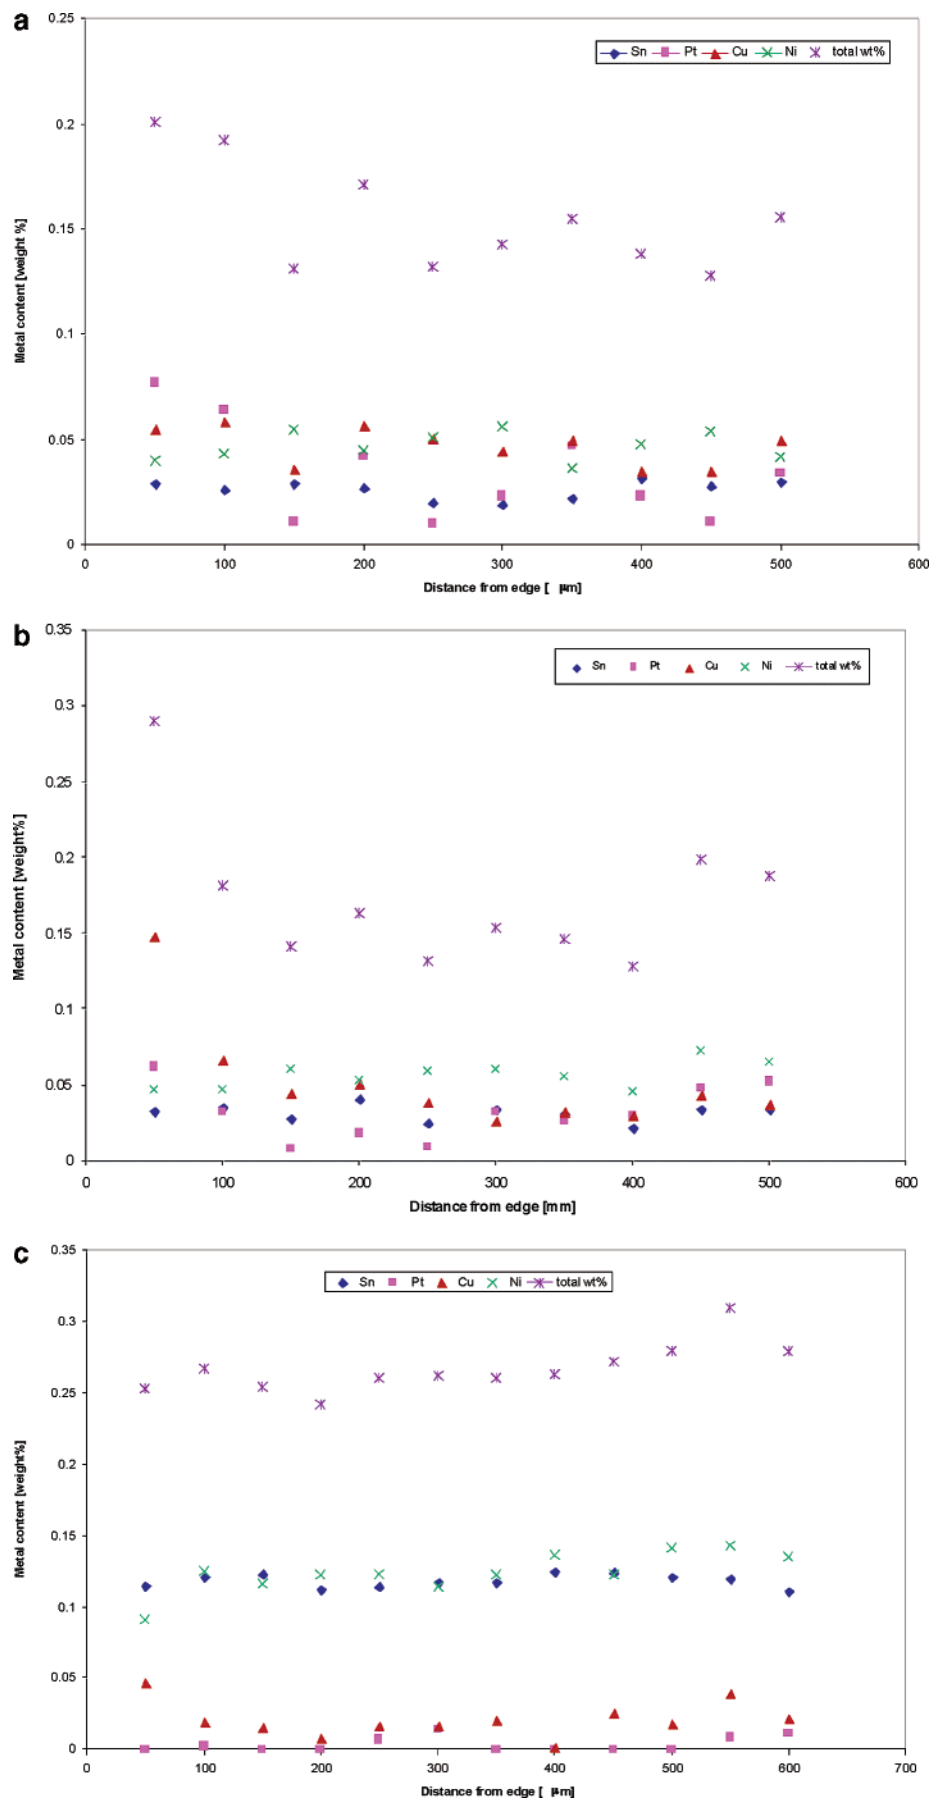 a
0.25
Sn Pt Cu Ni total wt%
0.2
0.15
0.1
0.05
0
Metal content [weight %]
0 100 200 300 400 500 600
Distance from edge [ μm]
b
0.35
Sn Pt Cu Ni total wt%
0.3
0.25
0.2
0.15
0.1
0.05
0
Metal content [weight%]
0 100 200 300 400 500 600
Distance from edge [mm]
c
0.35
Sn Pt Cu Ni total wt%
0.3
0.25
0.2
0.15
0.1
0.05
0
Metal content [weight%]
0 100 200 300 400 500 600 700
Distance from edge [ μm]